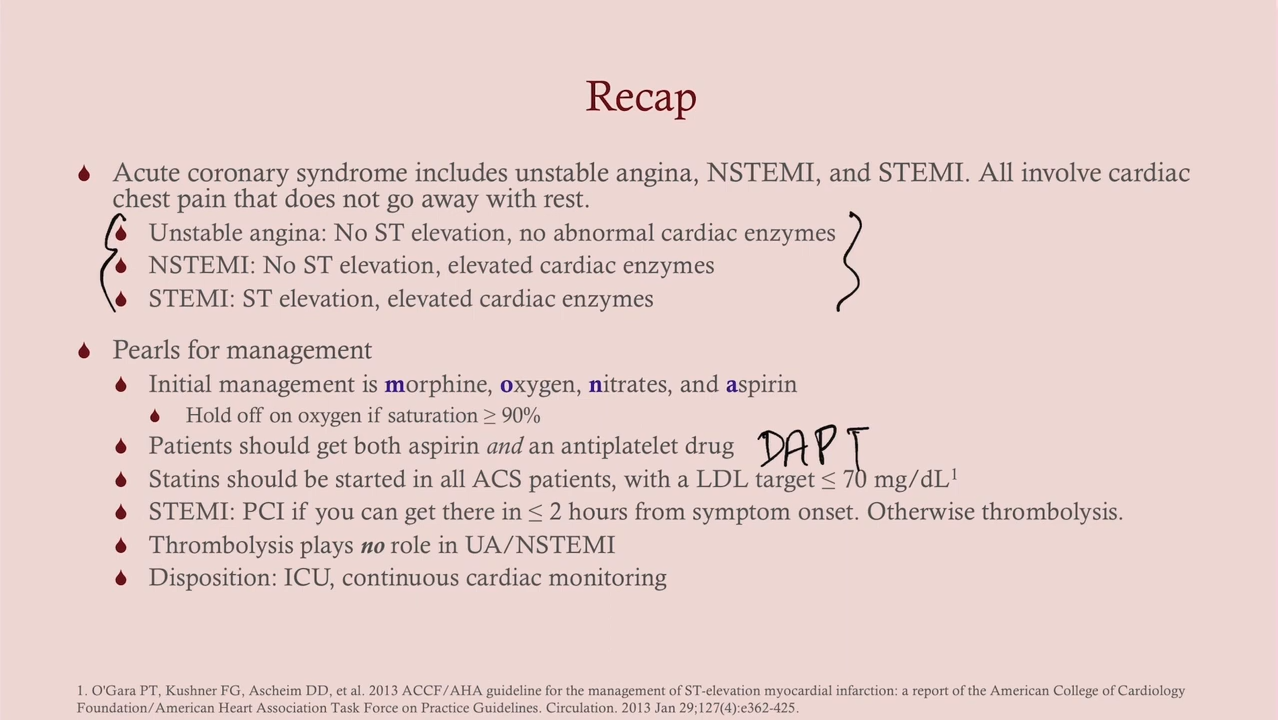 Recap
Acute coronary syndrome includes unstable angina, NSTEMI, and STEMI. All involve cardiac
chest pain that does not go away with rest.
Unstable angina: No ST elevation, no abnormal cardiac enzymes
NSTEMI: No ST elevation, elevated cardiac enzymes
STEMI: ST elevation, elevated cardiac enzymes
Pearls for management
Initial management is morphine, oxygen, nitrates, and aspirin
Hold off on oxygen if saturation ≥ 90%
Patients should get both aspirin and an antiplatelet drug DAPT
Statins should be started in all ACS patients, with a LDL target ≤ 70 mg/dL¹
STEMI: PCI if you can get there in ≤ 2 hours from symptom onset. Otherwise thrombolysis.
Thrombolysis plays no role in UA/NSTEMI
Disposition: ICU, continuous cardiac monitoring
1. O'Gara PT, Kushner FG, Ascheim DD, et al. 2013 ACCF/AHA guideline for the management of ST-elevation myocardial infarction: a report of the American College of Cardiology
Foundation/American Heart Association Task Force on Practice Guidelines. Circulation. 2013 Jan 29;127(4):e362-425.